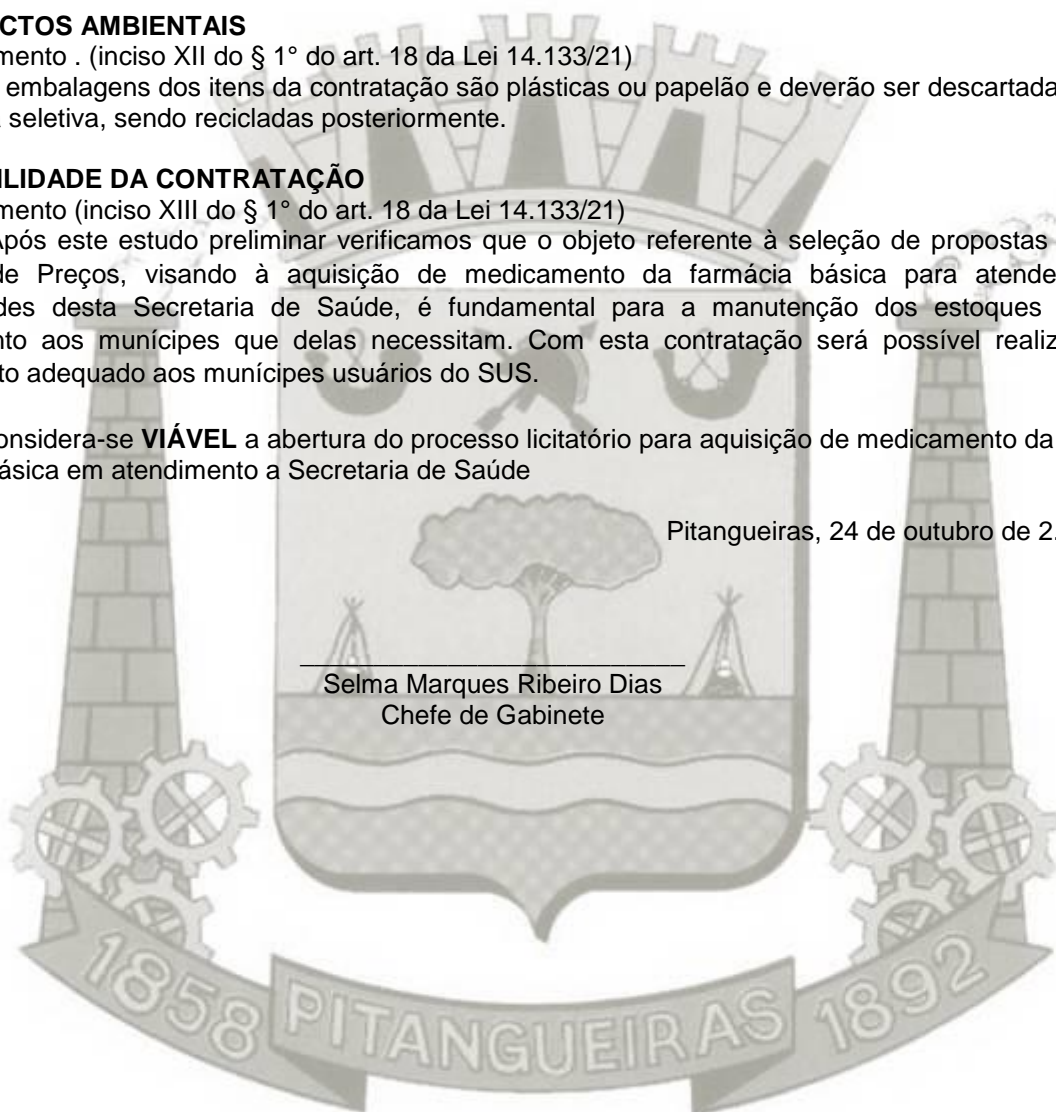 CTOS AMBIENTAIS
mento . (inciso XII do § 1° do art. 18 da Lei 14.133/21)
embalagens dos itens da contratação são plásticas ou papelão e deverão ser descartada
seletiva, sendo recicladas posteriormente.
ILIDADE DA CONTRATAÇÃO
mento (inciso XIII do § 1° do art. 18 da Lei 14.133/21)
Após este estudo preliminar verificamos que o objeto referente à seleção de propostas
de Preços, visando à aquisição de medicamento da farmácia básica para atende
des desta Secretaria de Saúde, é fundamental para a manutenção dos estoques
nto aos munícipes que delas necessitam. Com esta contratação será possível realiz
to adequado aos munícipes usuários do SUS.
onsidera-se VIÁVEL a abertura do processo licitatório para aquisição de medicamento da
ásica em atendimento a Secretaria de Saúde
Pitangueiras, 24 de outubro de 2.
Selma Marques Ribeiro Dias
Chefe de Gabinete
1858 PITANGUEIRAS 1892